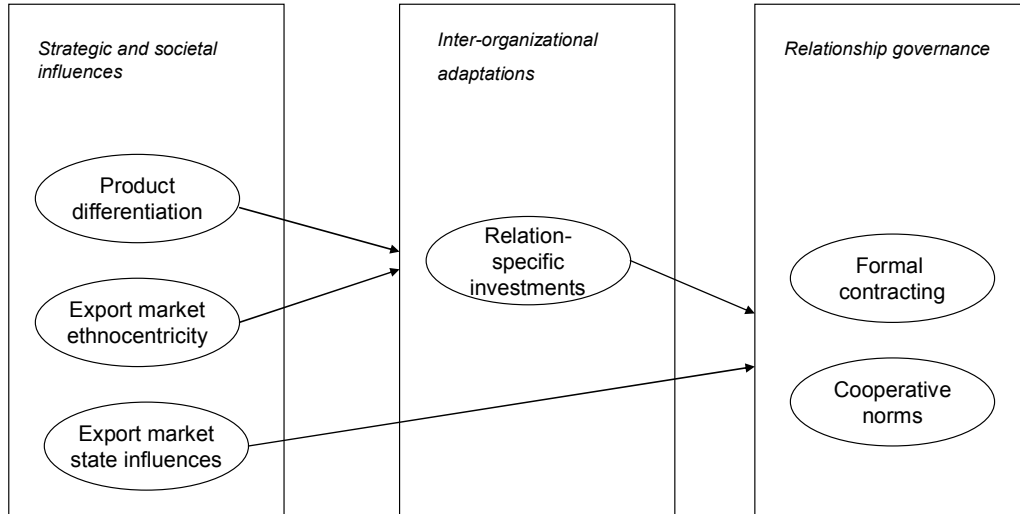 Strategic and societal
influences
Product
differentiation
Export market
ethnocentricity
Export market
state influences
Inter-organizational
adaptations
Relation-
specific
investments
Relationship governance
Formal
contracting
Cooperative
norms